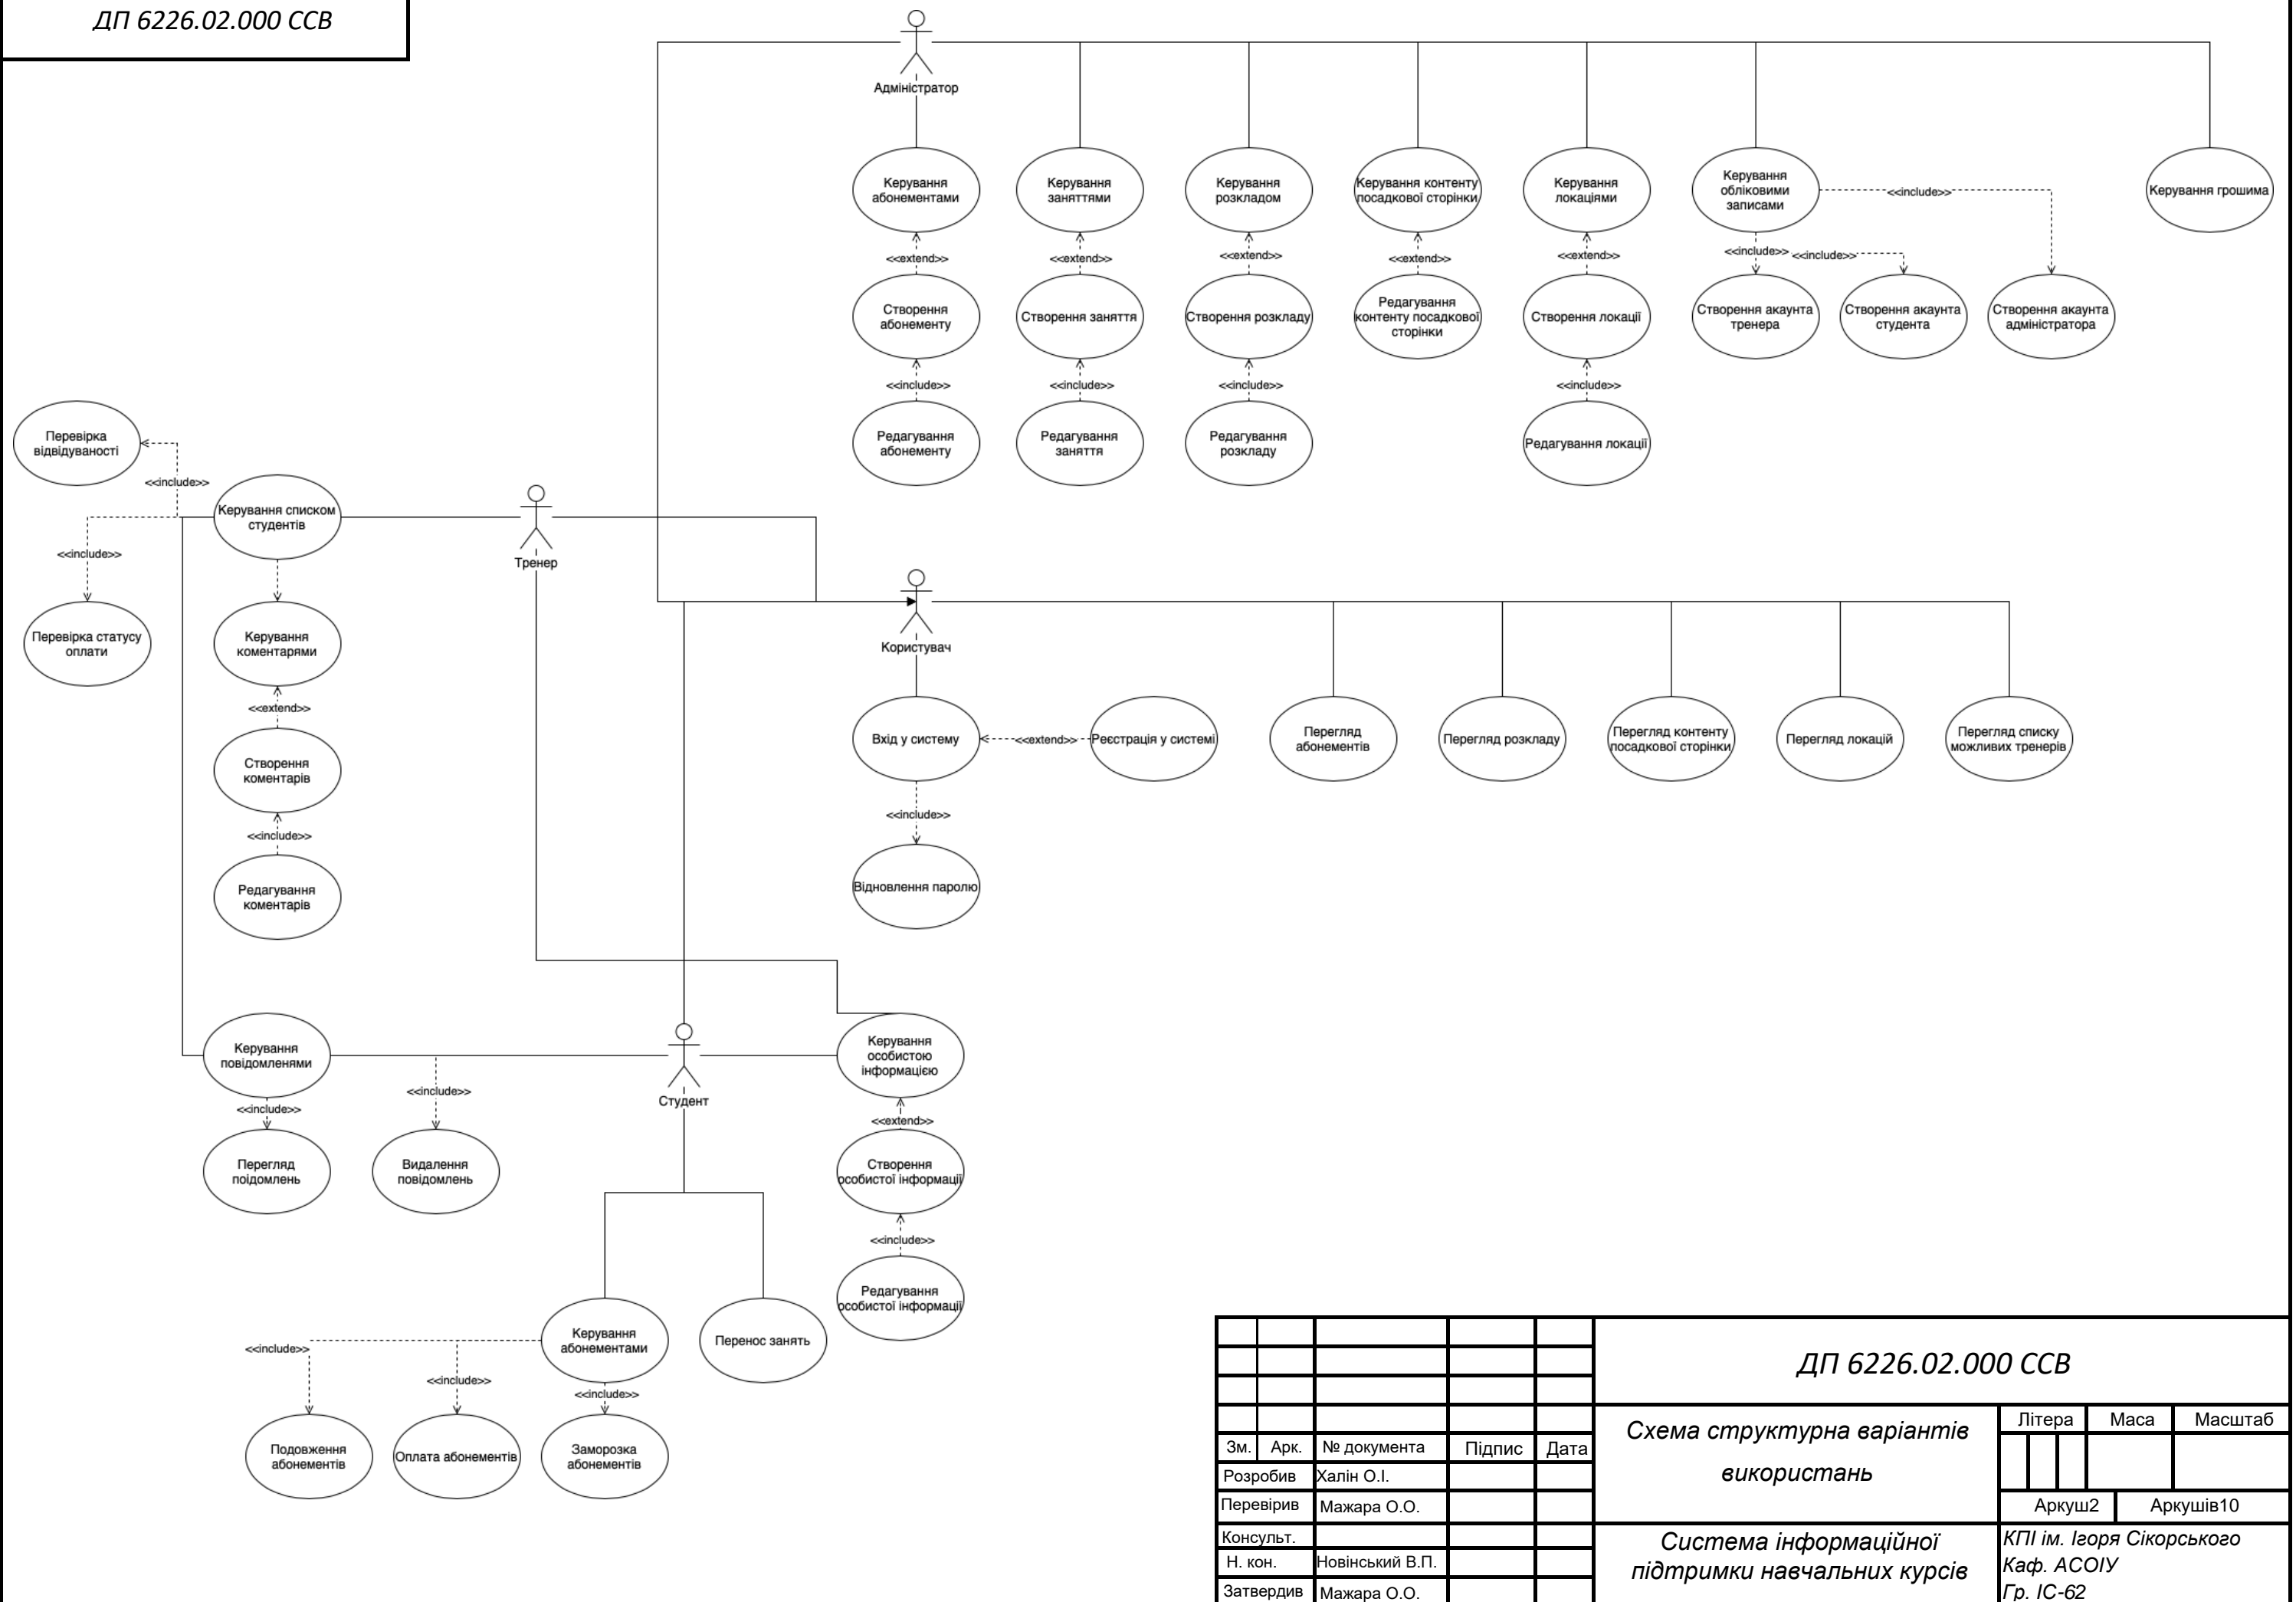 ДП 6226.02.000 ССВ
Адміністратор
Керування
абонементами
Керування
заняттями
Керування
розкладом
Керування контенту
посадкової сторінки
Керування
локаціями
Керування
обліковими
записами
<<include>>
Керування грошима
<<extend>>
<<extend>>
<<extend>>
<<extend>>
<<extend>>
<<include>>
<<include>>
Створення
абонементу
Створення заняття
Створення розкладу
Редагування
контенту посадкової
сторінки
Створення локації
Створення акаунта
тренера
Створення акаунта
студента
Створення акаунта
адміністратора
<<include>>
<<include>>
<<include>>
<<include>>
Редагування
абонементу
Редагування
заняття
Редагування
розкладу
Редагування локації
Перевірка
відвідуваності
<<include>>
Керування списком
студентів
Тренер
<<include>>
Перевірка статусу
оплати
Керування
коментарями
Користувач
<<extend>>
Вхід у систему
<<extend>>
Реєстрація у системі
Перегляд
абонементів
Перегляд розкладу
Перегляд контенту
посадкової сторінки
Перегляд локацій
Перегляд списку
можливих тренерів
Створення
коментарів
<<include>>
<<include>>
Редагування
коментарів
Відновлення паролю
Керування
повідомленями
Студент
Керування
особистою
інформацією
<<include>>
<<include>>
<<extend>>
Перегляд
поідомлень
Видалення
повідомлень
Створення
особистої інформації
<<include>>
Редагування
особистої інформації
Керування
абонементами
Перенос занять
<<include>>
<<include>>
<<include>>
Подовження
абонементів
Оплата абонементів
Заморозка
абонементів
ДП 6226.02.000 ССВ
Схема структурна варіантів
використань
Літера
Маса
Масштаб
Зм.
Арк.
№ документа
Підпис
Дата
Розробив
Халін О.І.
Перевірив
Мажара О.О.
Аркуш2
Аркушів10
Консульт.
Н. кон.
Новінський В.П.
Затвердив
Мажара О.О.
Система інформаційної
підтримки навчальних курсів
КПІ ім. Ігоря Сікорського
Каф. АСОІУ
Гр. ІС-62